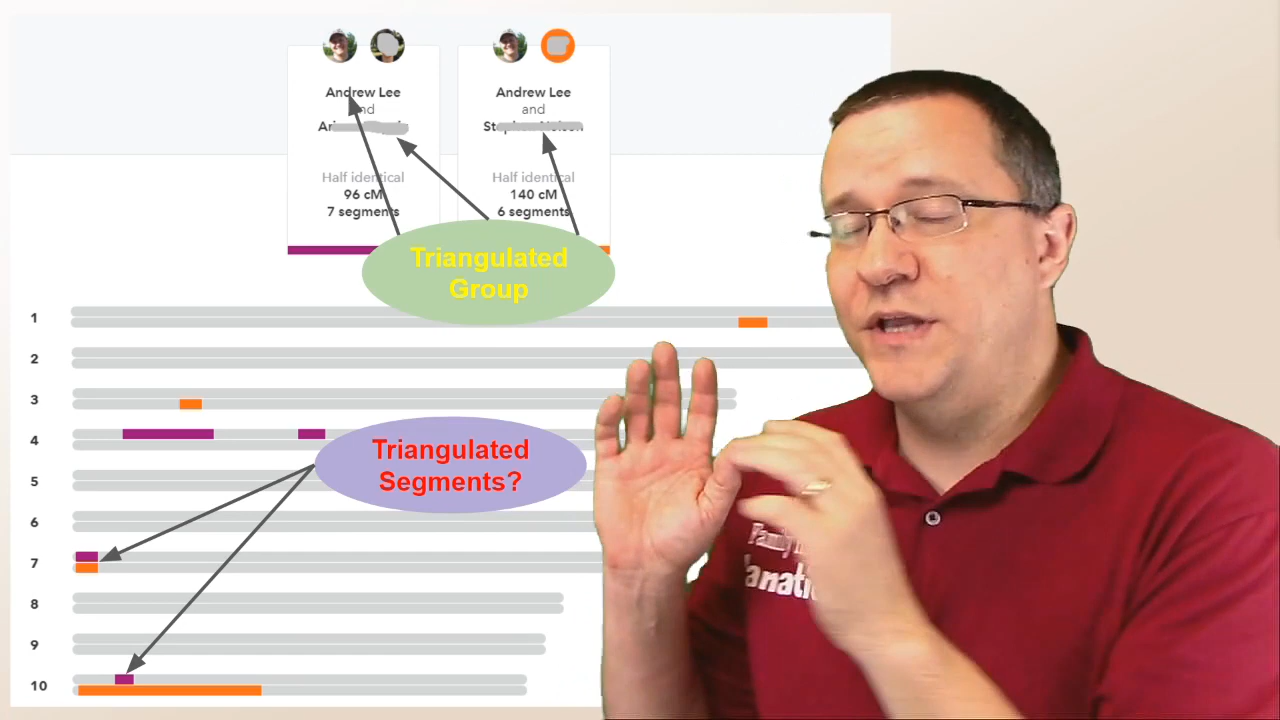 Andrew Lee
and
Andrew Lee
and
Half identical
96 cM
7 segments
Half identical
140 cM
6 segments
Triangulated
Group
1
2
3
4
5
6
7
8
9
10
Triangulated
Segments?
Family